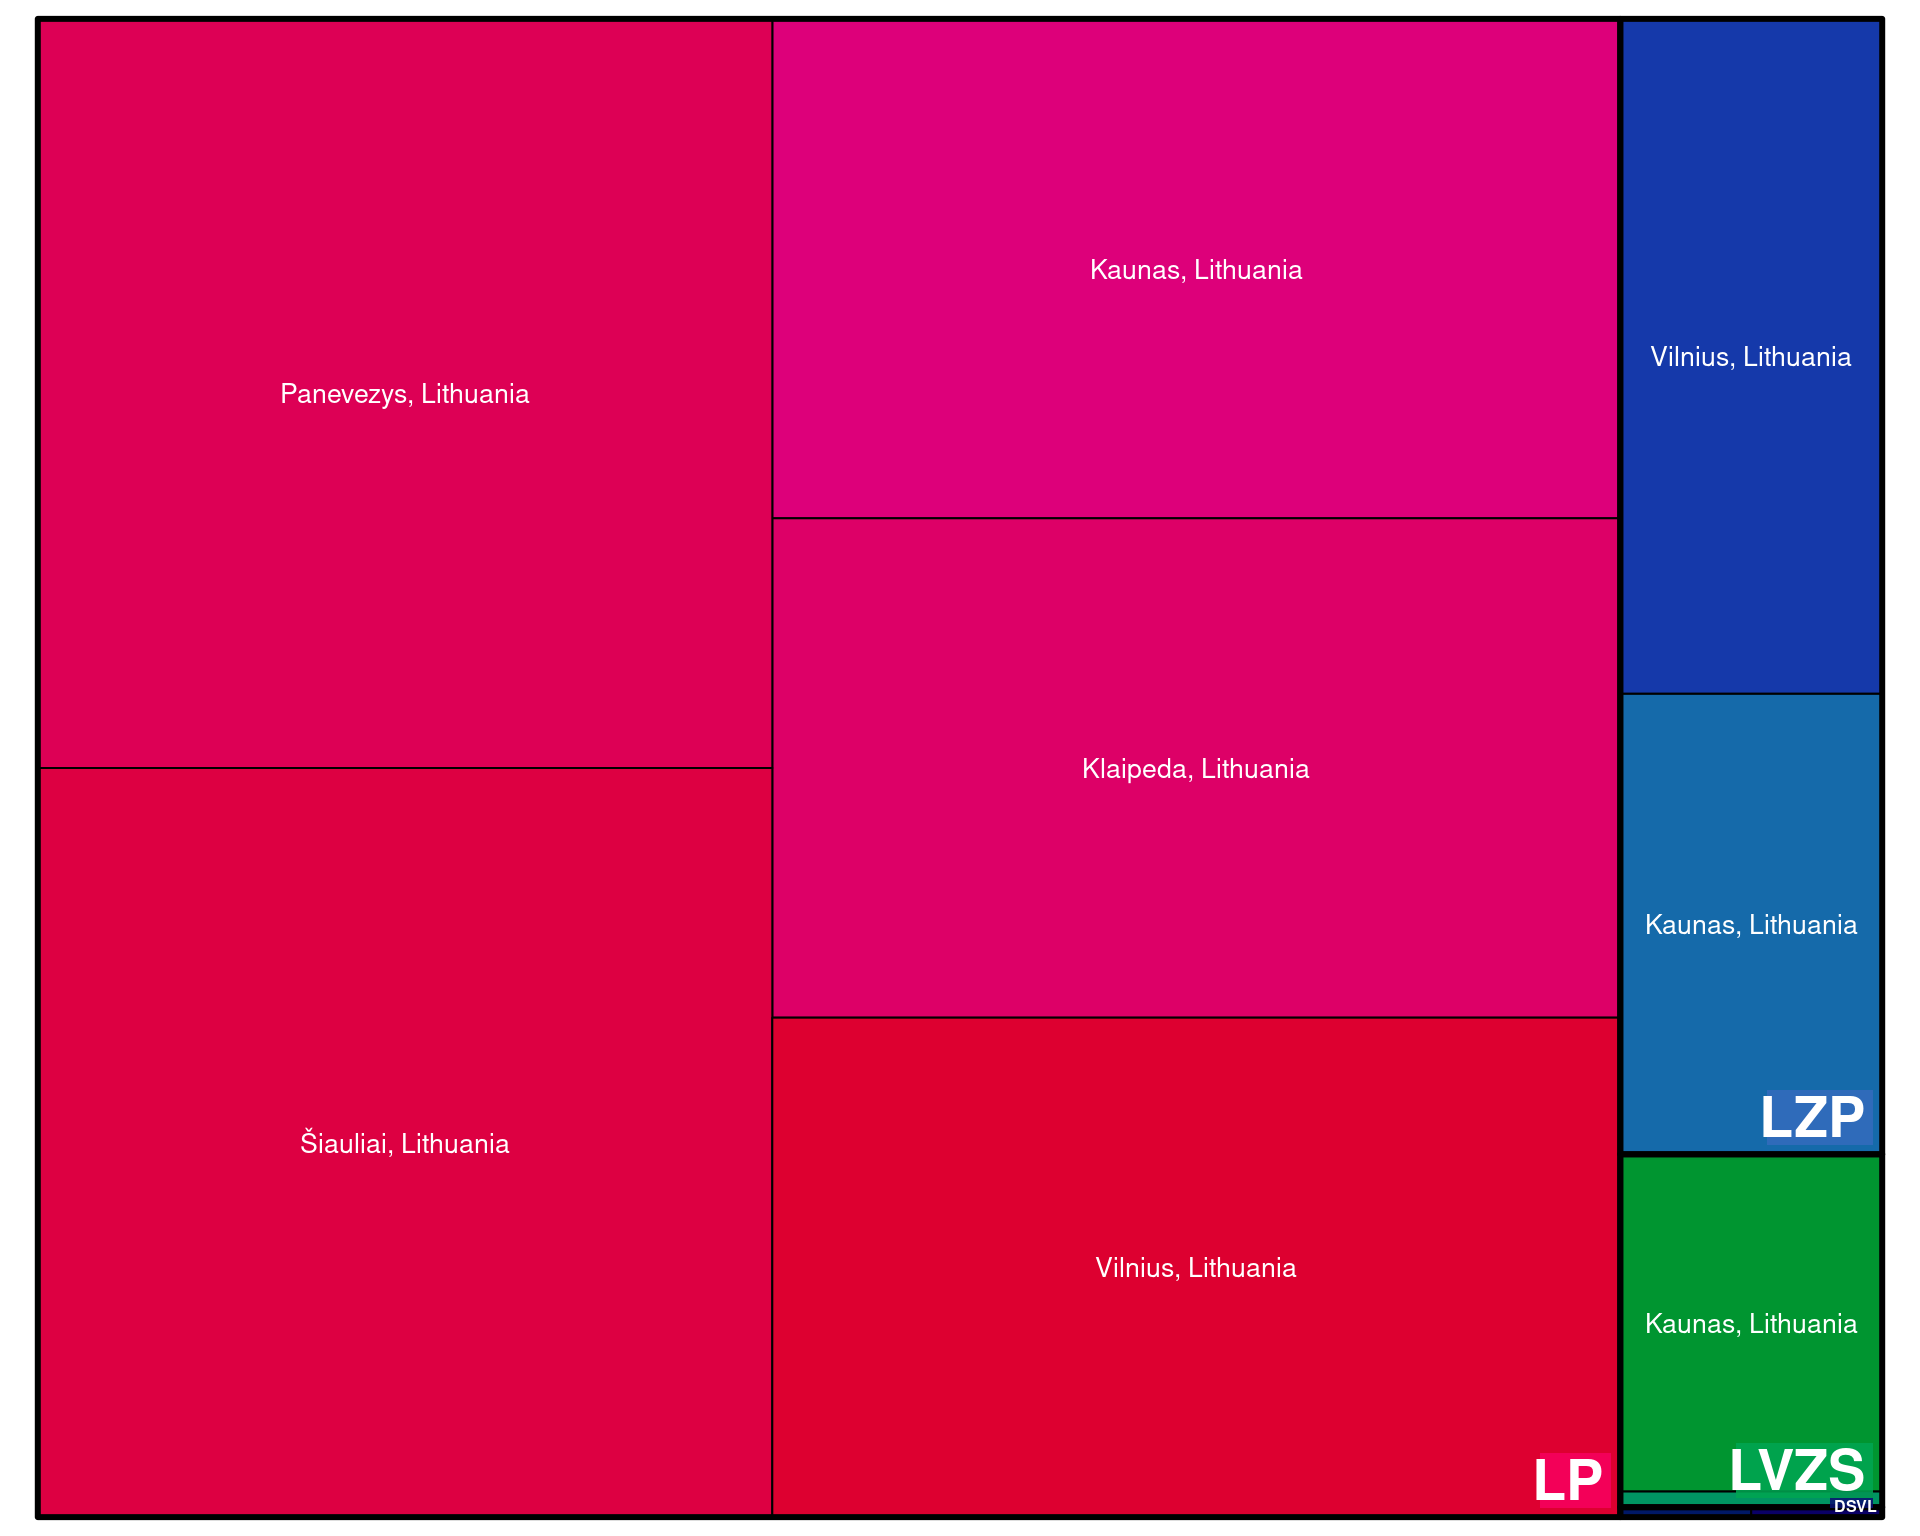 Panevezys, Lithuania
Šiauliai, Lithuania
Kaunas, Lithuania
Klaipeda, Lithuania
Vilnius, Lithuania
LP
Vilnius, Lithuania
Kaunas, Lithuania
LZP
Kaunas, Lithuania
LVZS
DSVL